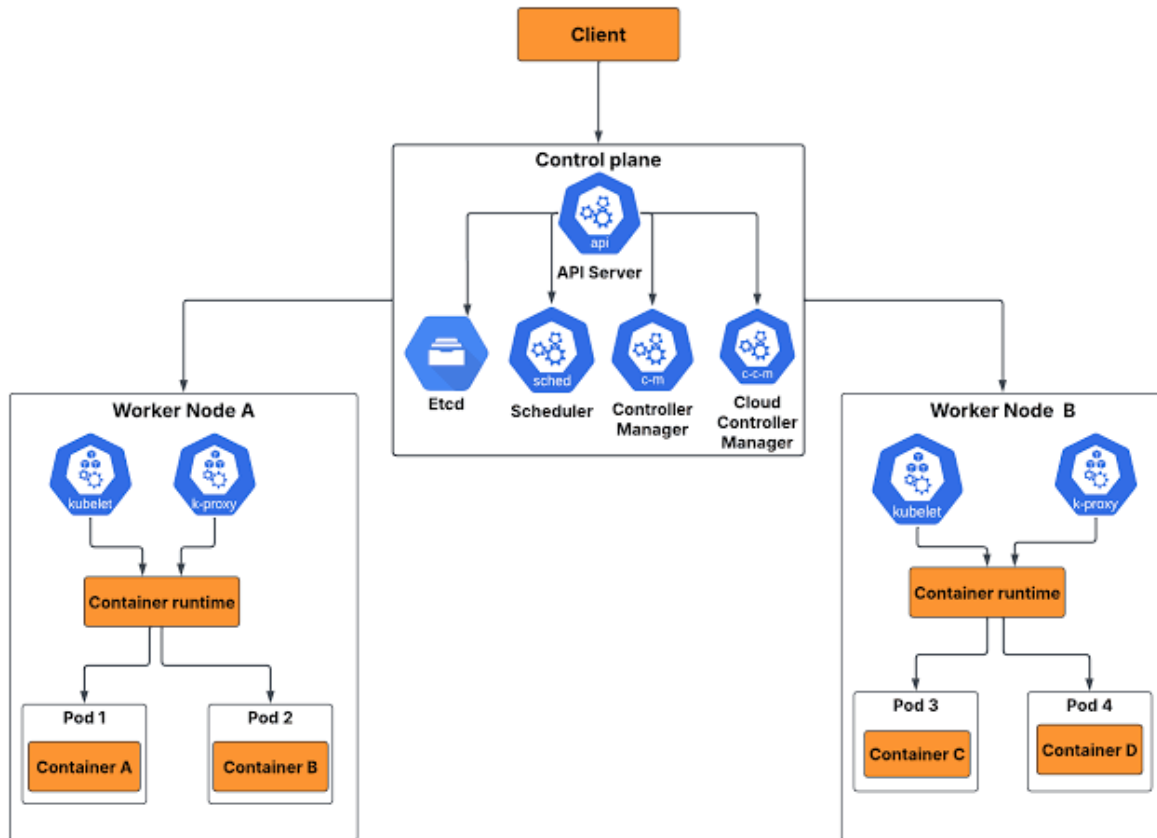 Client
Control plane
api
API Server
Etcd
sched
Scheduler
c-m
Controller
Manager
c-c-m
Cloud
Controller
Manager
Worker Node A
kubelet
k-proxy
Container runtime
Pod 1
Container A
Pod 2
Container B
Worker Node B
kubelet
k-proxy
Container runtime
Pod 3
Container C
Pod 4
Container D